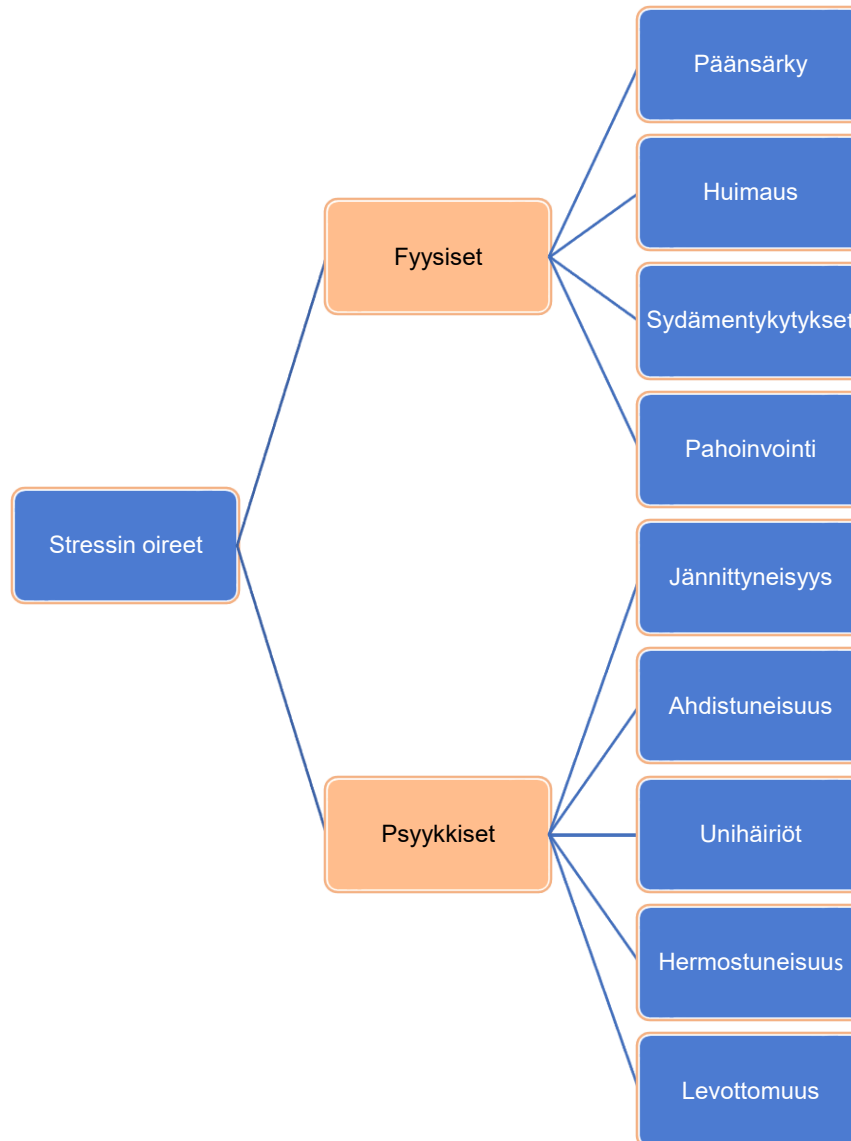 Stressin oireet
Fyysiset
Päänsärky
Huimaus
Sydämentykytykset
Pahoinvointi
Psyykkiset
Jännittyneisyys
Ahdistuneisuus
Unihäiriöt
Hermostuneisuus
Levottomuus